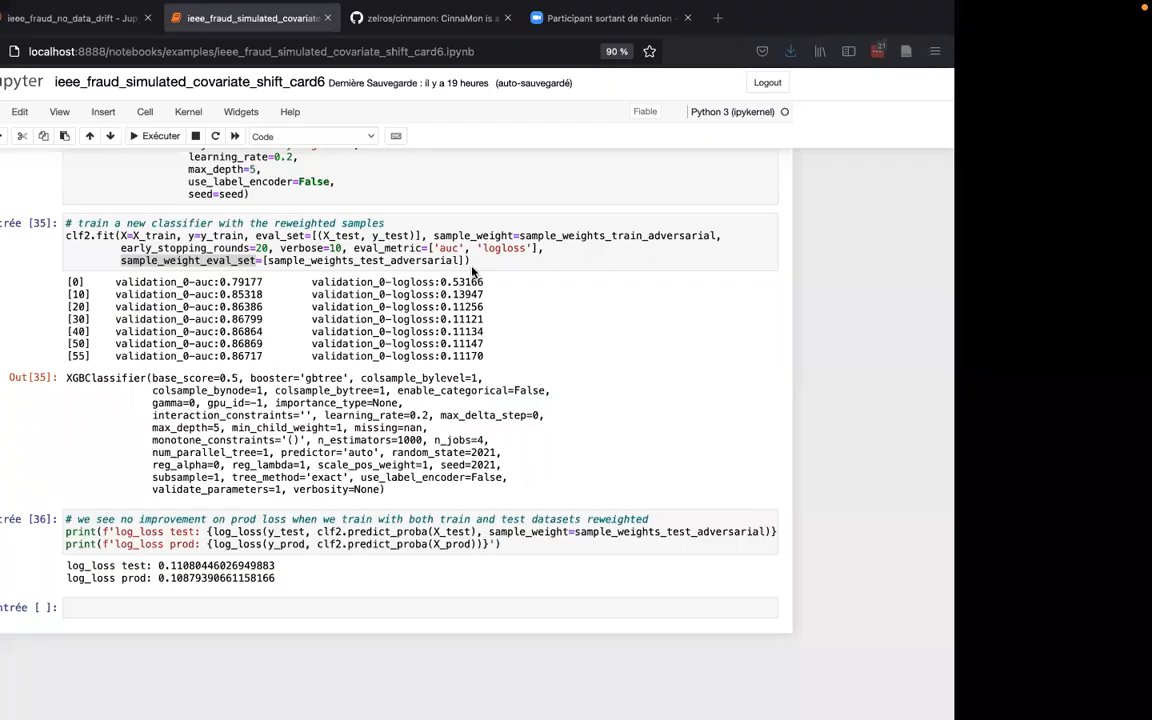 ieee_fraud_no_data_drift - Jup
ieee_fraud_simulated_covariate
zelros/cinnamon: CinnaMon is a
Participant sortant de réunion -
localhost:8888/notebooks/examples/ieee_fraud_simulated_covariate_shift_card6.ipynb
90 %
21
pyter ieee_fraud_simulated_covariate_shift_card6 Dernière Sauvegarde : il y a 19 heures (auto-sauvegardé)
Logout
Edit View Insert Cell Kernel Widgets Help
Fiable
Python 3 (ipykernel)
Exécuter
Code
learning_rate=0.2,
max_depth=5,
use_label_encoder=False,
seed=seed)
trée [35]:
# train a new classifier with the reweighted samples
clf2.fit(X=X_train, y=y_train, eval_set=[(X_test, y_test)], sample_weight=sample_weights_train_adversarial,
early_stopping_rounds=20, verbose=10, eval_metric=['auc', 'logloss'],
sample_weight_eval_set=[sample_weights_test_adversarial])
[0] validation_0-auc:0.79177 validation_0-logloss:0.53166
[10] validation_0-auc:0.85318 validation_0-logloss:0.13947
[20] validation_0-auc:0.86386 validation_0-logloss:0.11256
[30] validation_0-auc:0.86799 validation_0-logloss:0.11121
[40] validation_0-auc:0.86864 validation_0-logloss:0.11134
[50] validation_0-auc:0.86869 validation_0-logloss:0.11147
[55] validation_0-auc:0.86717 validation_0-logloss:0.11170
Out[35]: XGBClassifier(base_score=0.5, booster='gbtree', colsample_bylevel=1,
colsample_bynode=1, colsample_bytree=1, enable_categorical=False,
gamma=0, gpu_id=-1, importance_type=None,
interaction_constraints='', learning_rate=0.2, max_delta_step=0,
max_depth=5, min_child_weight=1, missing=nan,
monotone_constraints='()', n_estimators=1000, n_jobs=4,
num_parallel_tree=1, predictor='auto', random_state=2021,
reg_alpha=0, reg_lambda=1, scale_pos_weight=1, seed=2021,
subsample=1, tree_method='exact', use_label_encoder=False,
validate_parameters=1, verbosity=None)
ntrée [36]:
# we see no improvement on prod loss when we train with both train and test datasets reweighted
print(f'log_loss test: {log_loss(y_test, clf2.predict_proba(X_test), sample_weight=sample_weights_test_adversarial)}
print(f'log_loss prod: {log_loss(y_prod, clf2.predict_proba(X_prod))}')
log_loss test: 0.11080446026949883
log_loss prod: 0.10879390661158166
ntrée [ ]: